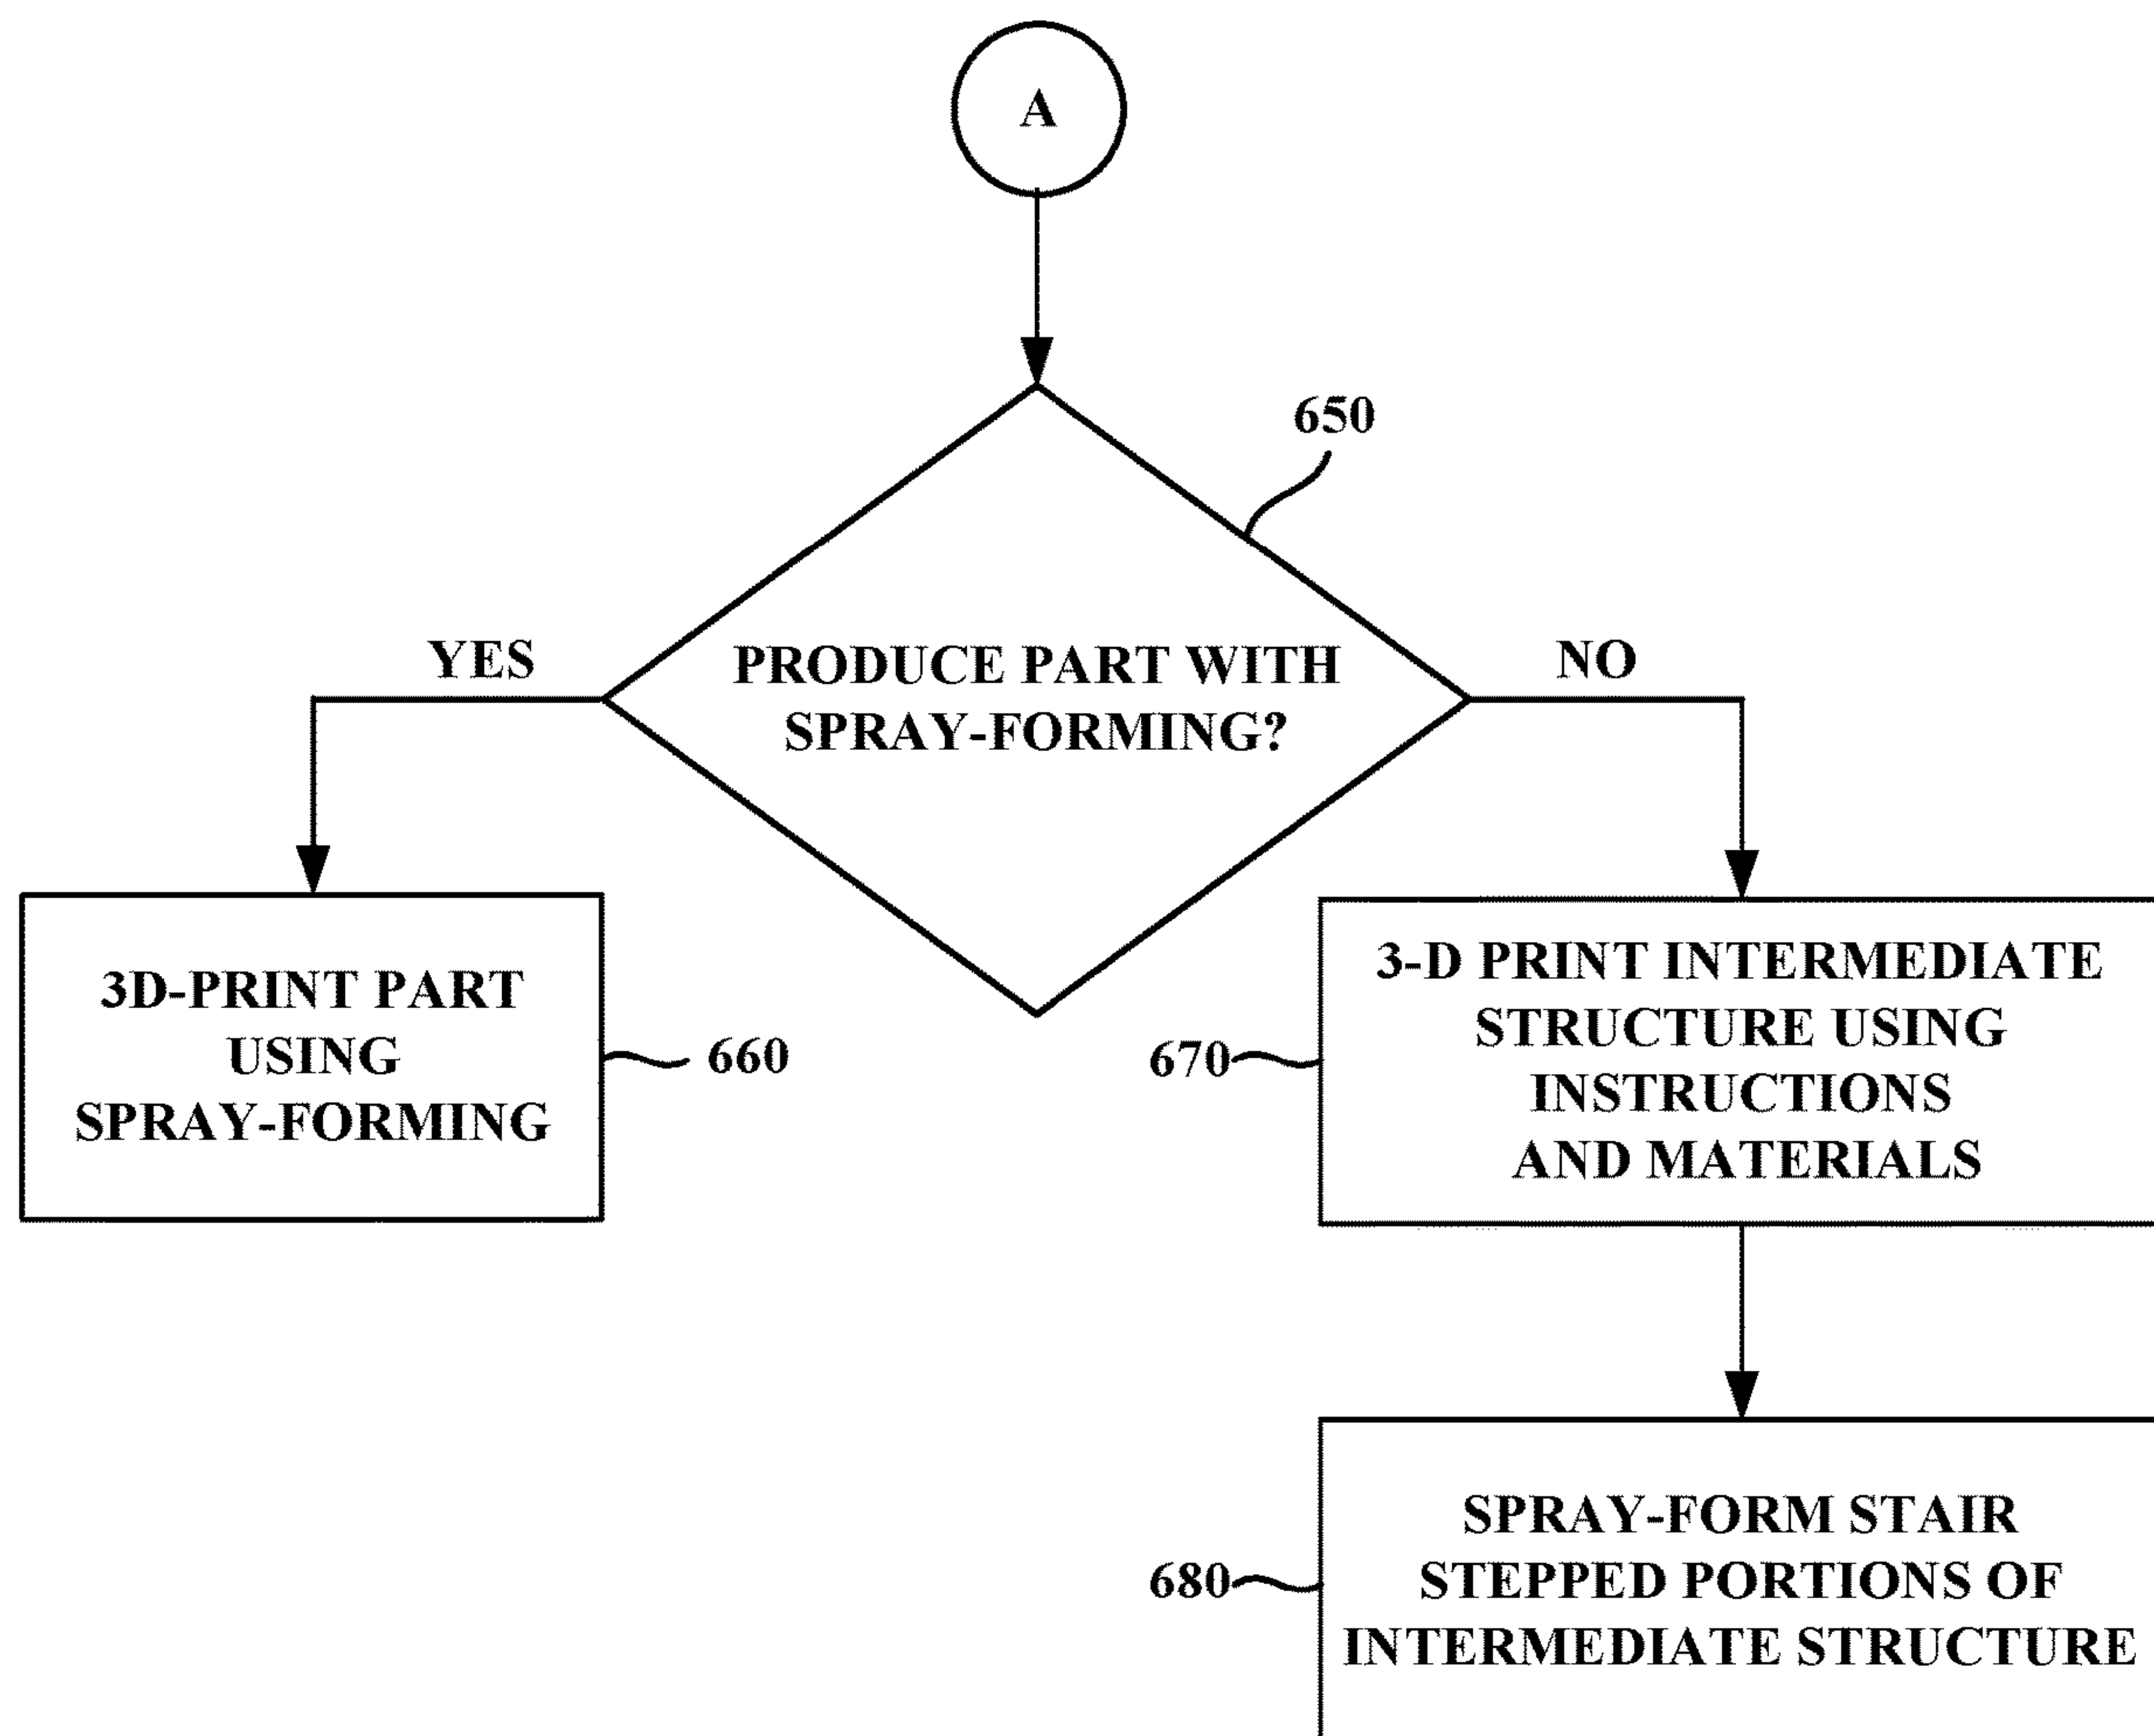 A
650
YES
PRODUCE PART WITH
SPRAY-FORMING?
NO
3D-PRINT PART
USING
SPRAY-FORMING
660
670
3-D PRINT INTERMEDIATE
STRUCTURE USING
INSTRUCTIONS
AND MATERIALS
680
SPRAY-FORM STAIR
STEPPED PORTIONS OF
INTERMEDIATE STRUCTURE